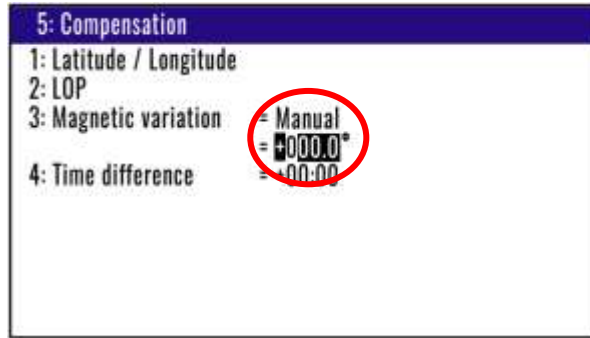 5: Compensation
1: Latitude / Longitude
2: LOP
3: Magnetic variation = Manual
= +000.0°
4: Time difference = +00:00